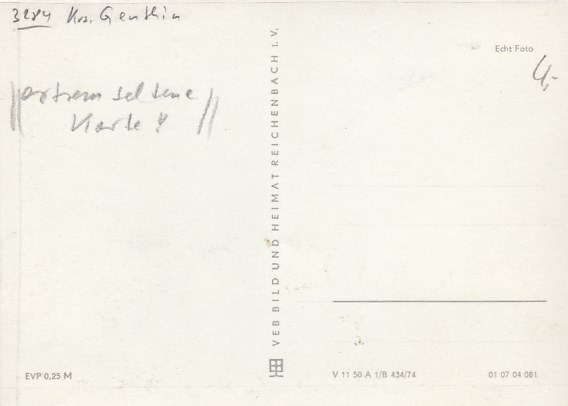 3284 Krs. Genthin
extrem seltene
Karte!
Echt Foto
4,-
VEB BILD UND HEIMAT REICHENBACH i. V.
EVP 0,25 M
V 11 50 A 1/B 434/74
01 07 04 081